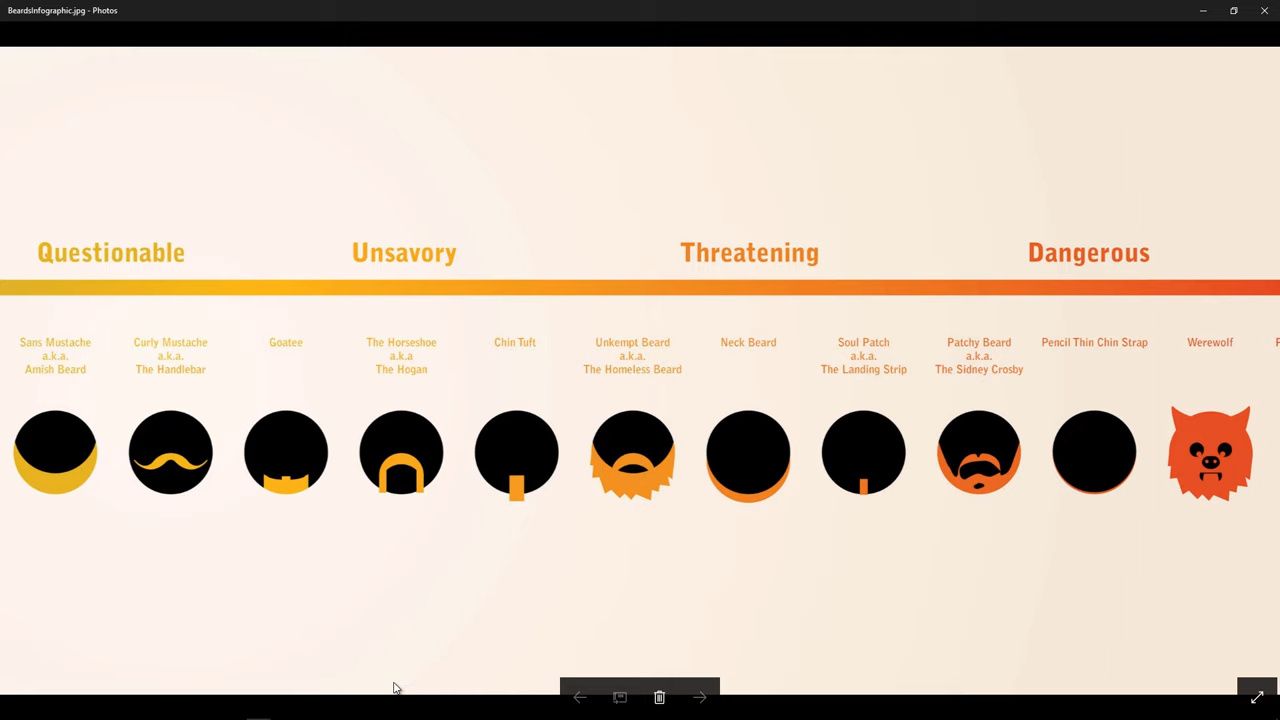 BeardsInfographic.jpg - Photos
Questionable
Unsavory
Threatening
Dangerous
Sans Mustache
a.k.a.
Amish Beard
Curly Mustache
a.k.a.
The Handlebar
Goatee
The Horseshoe
a.k.a
The Hogan
Chin Tuft
Unkempt Beard
a.k.a.
The Homeless Beard
Neck Beard
Soul Patch
a.k.a.
The Landing Strip
Patchy Beard
a.k.a.
The Sidney Crosby
Pencil Thin Chin Strap
Werewolf